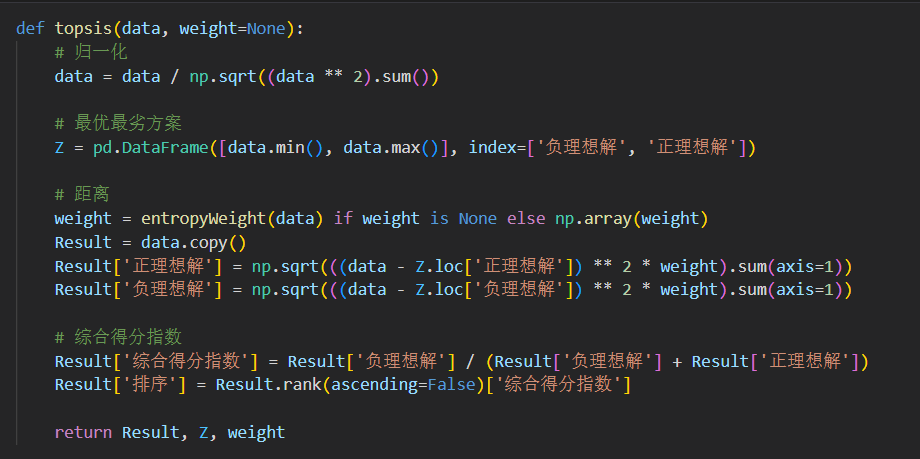 def topsis(data, weight=None):
    # 归一化
    data = data / np.sqrt((data ** 2).sum())
    # 最优最劣方案
    Z = pd.DataFrame([data.min(), data.max()], index=['负理想解', '正理想解'])
    # 距离
    weight = entropyWeight(data) if weight is None else np.array(weight)
    Result = data.copy()
    Result['正理想解'] = np.sqrt(((data - Z.loc['正理想解']) ** 2 * weight).sum(axis=1))
    Result['负理想解'] = np.sqrt(((data - Z.loc['负理想解']) ** 2 * weight).sum(axis=1))
    # 综合得分指数
    Result['综合得分指数'] = Result['负理想解'] / (Result['负理想解'] + Result['正理想解'])
    Result['排序'] = Result.rank(ascending=False)['综合得分指数']
    return Result, Z, weight